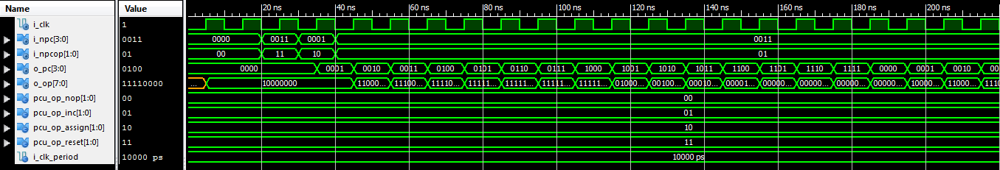 Name Value 20 ns 40 ns 60 ns 80 ns 100 ns 120 ns 140 ns 160 ns 180 ns 200 ns
i_clk 1
i_npc[3:0] 0011 0000 0011 0001 0011
i_npcop[1:0] 01 00 11 10 01
o_pc[3:0] 0100 0000 0001 0010 0011 0100 0101 0110 0111 1000 1001 1010 1011 1100 1101 1110 1111 0000 0001 0010 00
o_op[7:0] 11110000 ... 10000000 11000... 11100... 11110... 11111... 11111... 11111... 11111... 01000... 00100... 00010... 00001... 00000... 00000... 00000... 00000... 10000... 11000... 1110
pcu_op_nop[1:0] 00 00
pcu_op_inc[1:0] 01 01
pcu_op_assign[1:0] 10 10
pcu_op_reset[1:0] 11 11
i_clk_period 10000 ps 10000 ps